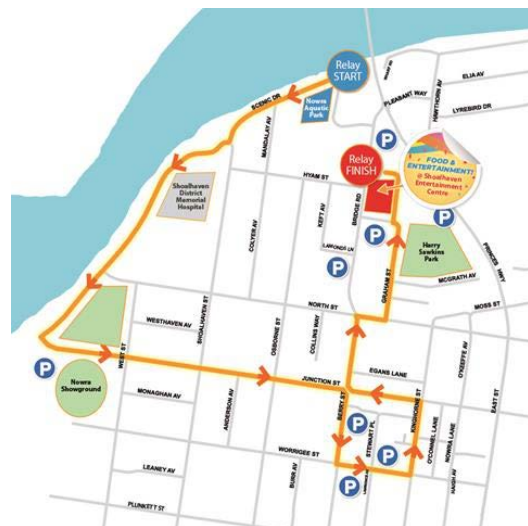 Relay
START
ELIA AV
SCENIC DR
Nowra
Aquatic
Park
PLEASANT WAY
HAWTHORN AV
LYREBIRD DR
MANDALAY AV
P
FOOD &
ENTERTAINMENT!
@ Shoalhaven
Entertainment
Centre
Relay
FINISH
HYAM ST
Shoalhaven
District
Memorial
Hospital
KEFT AV
BRIDGE RD
P
P
COLYER AV
Harry
Sawkins
Park
PRINCES HWY
LAMONDS LN
P
MCGRATH AV
GRAHAM ST
NORTH ST
MOSS ST
SHOALHAVEN ST
WESTHAVEN AV
OSBORNE ST
COLLINS WAY
O'KEEFFE AV
WEST ST
EGANS LANE
P
JUNCTION ST
Nowra
Showground
MONAGHAN AV
ANDERSON AV
BERRY ST
KINGHORNE ST
EAST ST
STEWART PL
P
O'CONNEL LANE
NOWRA LANE
WORRIGEE ST
P
LEANEY AV
BURR AV
P
HAIGH AV
PLUNKETT ST